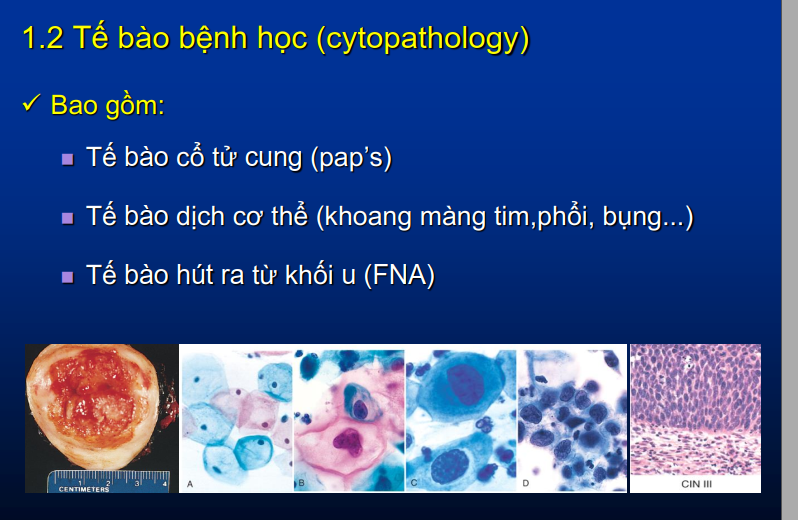 1.2 Tế bào bệnh học (cytopathology)
✓ Bao gồm:
▪ Tế bào cổ tử cung (pap’s)
▪ Tế bào dịch cơ thể (khoang màng tim,phổi, bụng...)
▪ Tế bào hút ra từ khối u (FNA)
1 2 3 4
CENTIMETERS
A B C D
CIN III